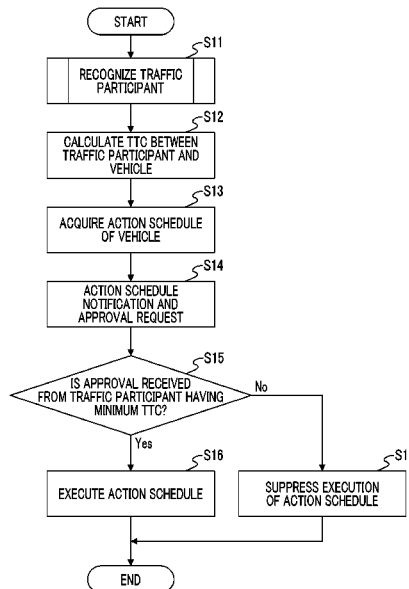 START
S11
RECOGNIZE TRAFFIC
PARTICIPANT
S12
CALCULATE TTC BETWEEN
TRAFFIC PARTICIPANT AND
VEHICLE
S13
ACQUIRE ACTION SCHEDULE
OF VEHICLE
S14
ACTION SCHEDULE
NOTIFICATION AND
APPROVAL REQUEST
S15
IS APPROVAL RECEIVED
FROM TRAFFIC PARTICIPANT HAVING
MINIMUM TTC?
No
Yes
S16
EXECUTE ACTION SCHEDULE
S1
SUPPRESS EXECUTION
OF ACTION SCHEDULE
END